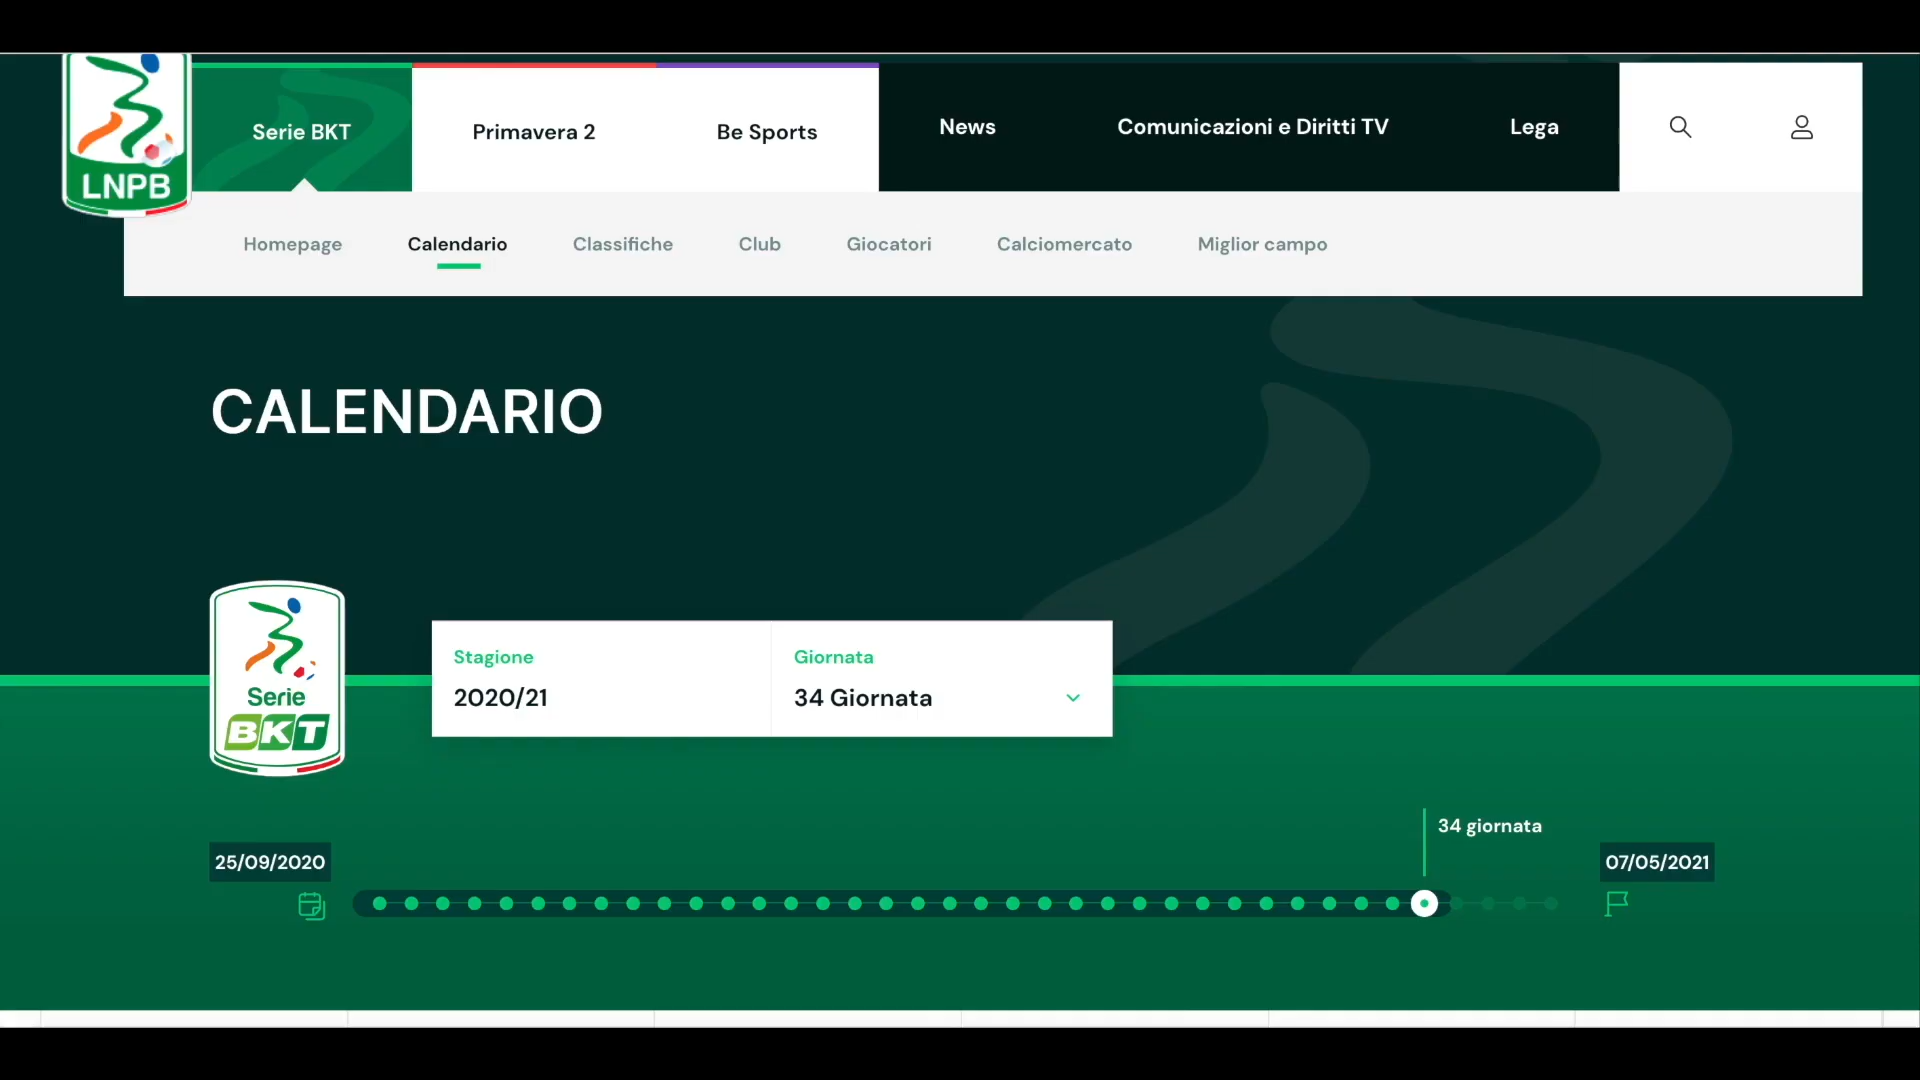 LNPB
Serie BKT
Primavera 2
Be Sports
News
Comunicazioni e Diritti TV
Lega
Homepage
Calendario
Classifiche
Club
Giocatori
Calciomercato
Miglior campo
CALENDARIO
Serie
BKT
Stagione
2020/21
Giornata
34 Giornata
34 giornata
25/09/2020
07/05/2021